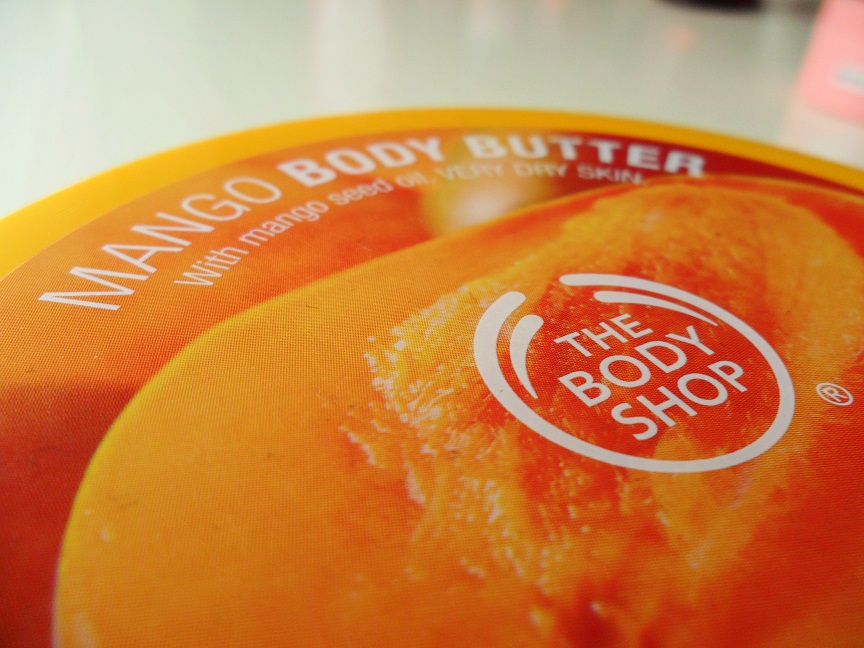 MANGO BODY BUTTER
With mango seed oil. VERY DRY SKIN.
THE
BODY
SHOP
®